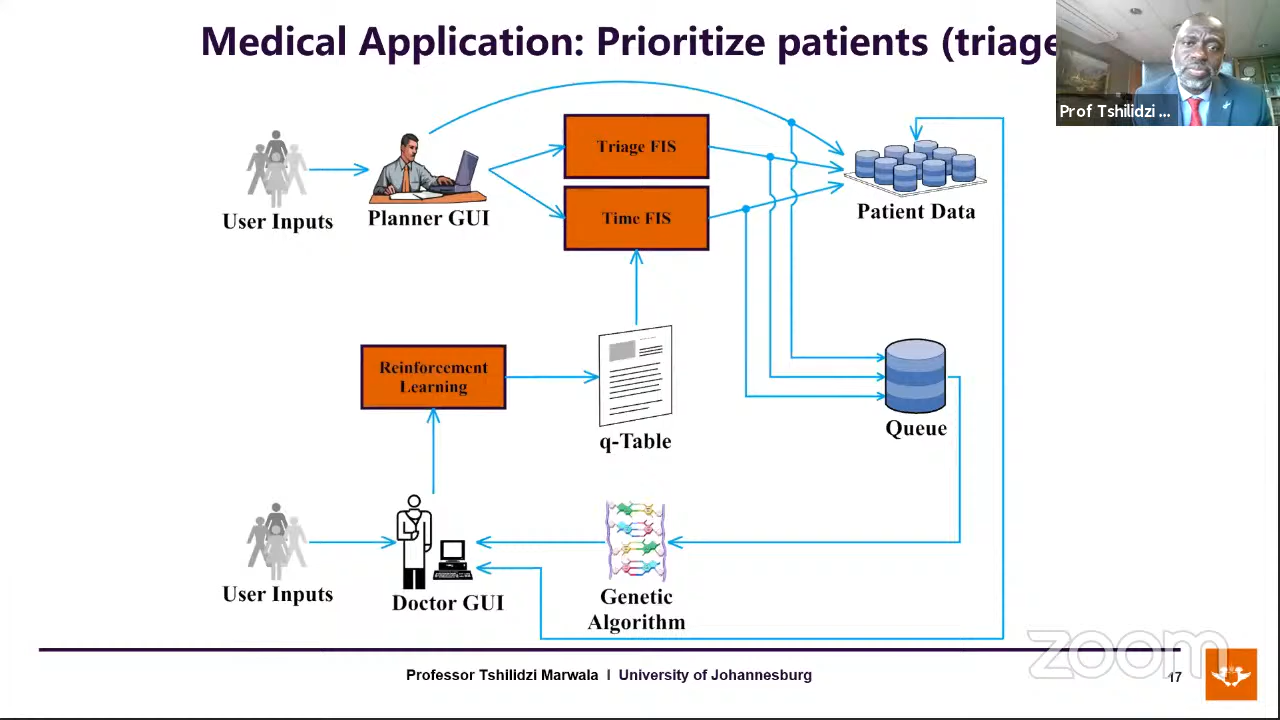 Medical Application: Prioritize patients (triage
Prof Tshilidzi ...
Triage FIS
Time FIS
User Inputs
Planner GUI
Patient Data
Reinforcement
Learning
q-Table
Queue
User Inputs
Doctor GUI
Genetic
Algorithm
zoom
Professor Tshilidzi Marwala I University of Johannesburg
17